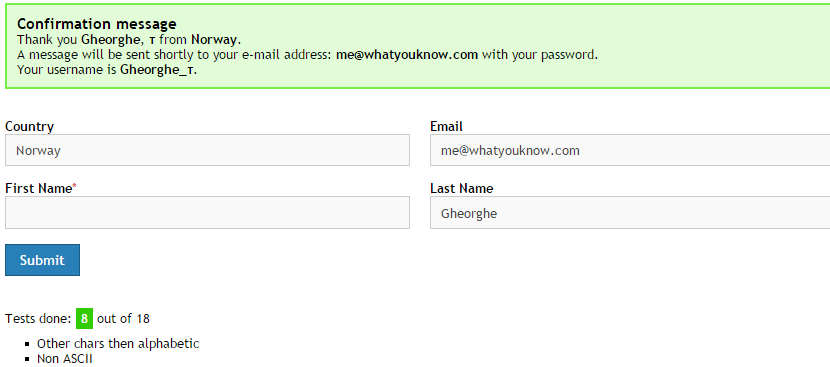 Confirmation message
Thank you Gheorghe, т from Norway.
A message will be sent shortly to your e-mail address: me@whatyouknow.com with your password.
Your username is Gheorghe_т.
Country
Email
Norway
me@whatyouknow.com
First Name*
Last Name
Gheorghe
Submit
Tests done: 8 out of 18
Other chars then alphabetic
Non ASCII